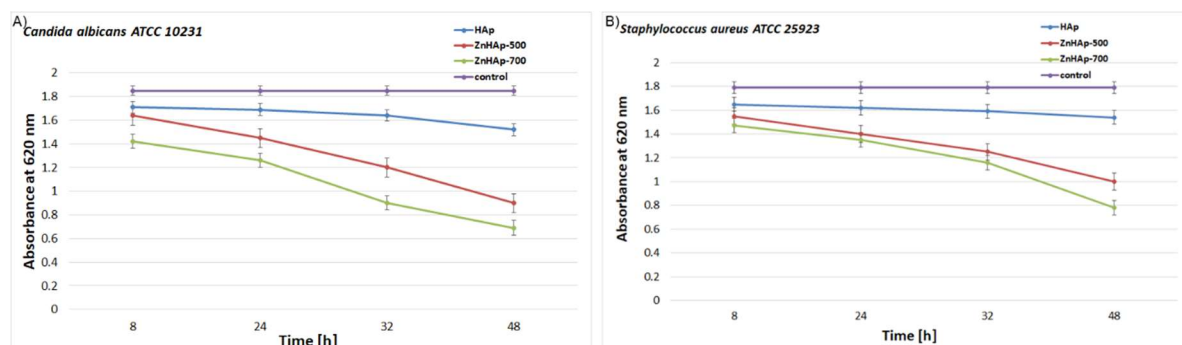 A)
Candida albicans ATCC 10231
HAp
ZnHAp-500
ZnHAp-700
control
Absorbance at 620 nm
2
1.8
1.6
1.4
1.2
1
0.8
0.6
0.4
0.2
0
8 24 32 48
Time [h]
B)
Staphylococcus aureus ATCC 25923
HAp
ZnHAp-500
ZnHAp-700
control
Absorbance at 620 nm
2
1.8
1.6
1.4
1.2
1
0.8
0.6
0.4
0.2
0
8 24 32 48
Time [h]